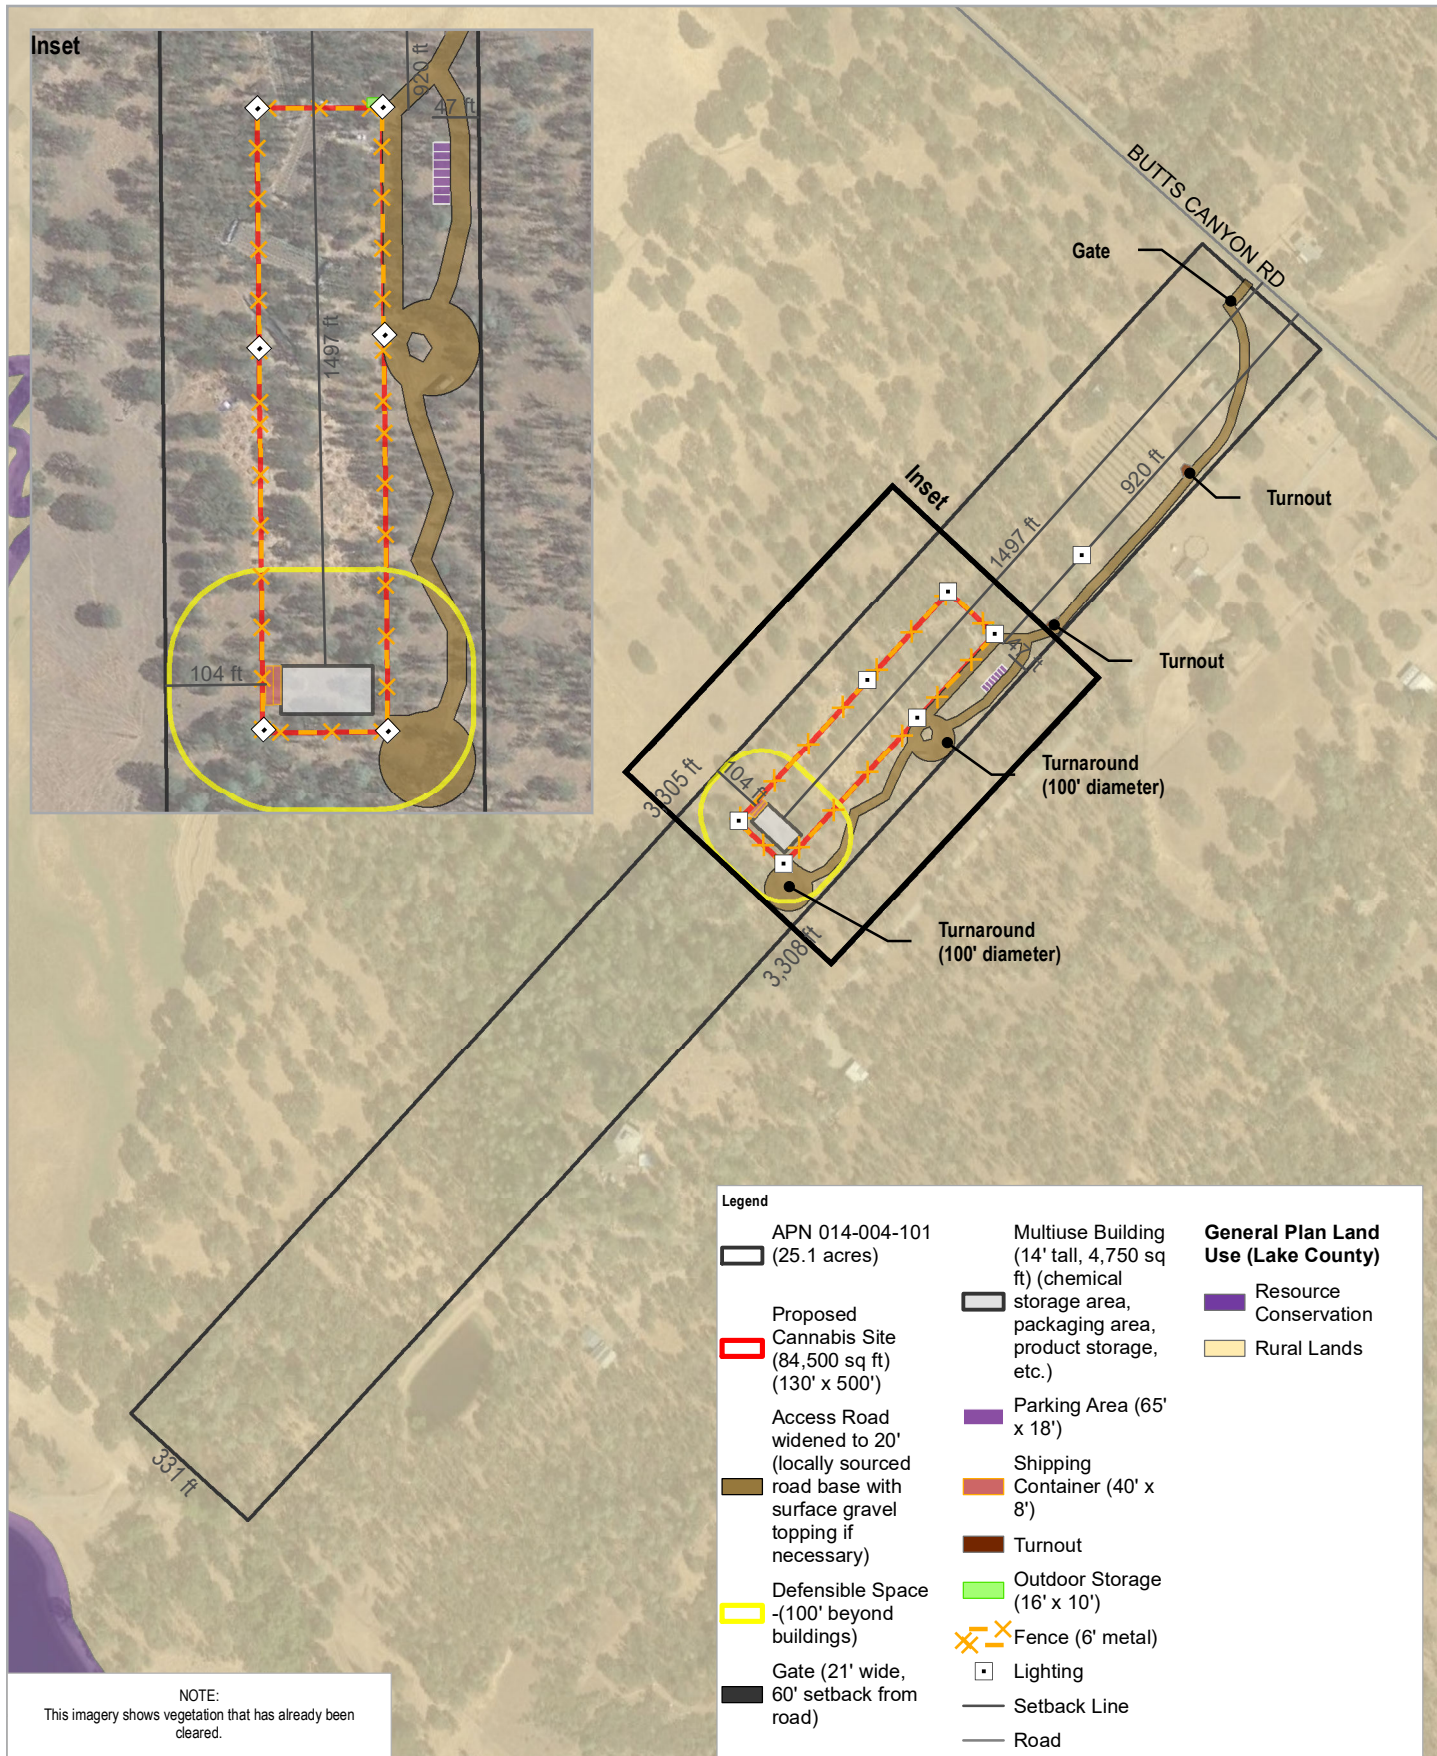 Inset
920 ft
47 ft
1497 ft
104 ft
BUTTS CANYON RD
Gate
920 ft
Turnout
Inset
1497 ft
Turnout
Turnaround
(100' diameter)
3,305 ft
104 ft
Turnaround
(100' diameter)
3,308 ft
331 ft
Legend
APN 014-004-101
(25.1 acres)
Proposed
Cannabis Site
(84,500 sq ft)
(130' x 500')
Access Road
widened to 20'
(locally sourced
road base with
surface gravel
topping if
necessary)
Defensible Space
-(100' beyond
buildings)
Gate (21' wide,
60' setback from
road)
Multiuse Building
(14' tall, 4,750 sq
ft) (chemical
storage area,
packaging area,
product storage,
etc.)
Parking Area (65'
x 18')
Shipping
Container (40' x
8')
Turnout
Outdoor Storage
(16' x 10')
Fence (6' metal)
Lighting
Setback Line
Road
General Plan Land
Use (Lake County)
Resource
Conservation
Rural Lands
NOTE:
This imagery shows vegetation that has already been
cleared.